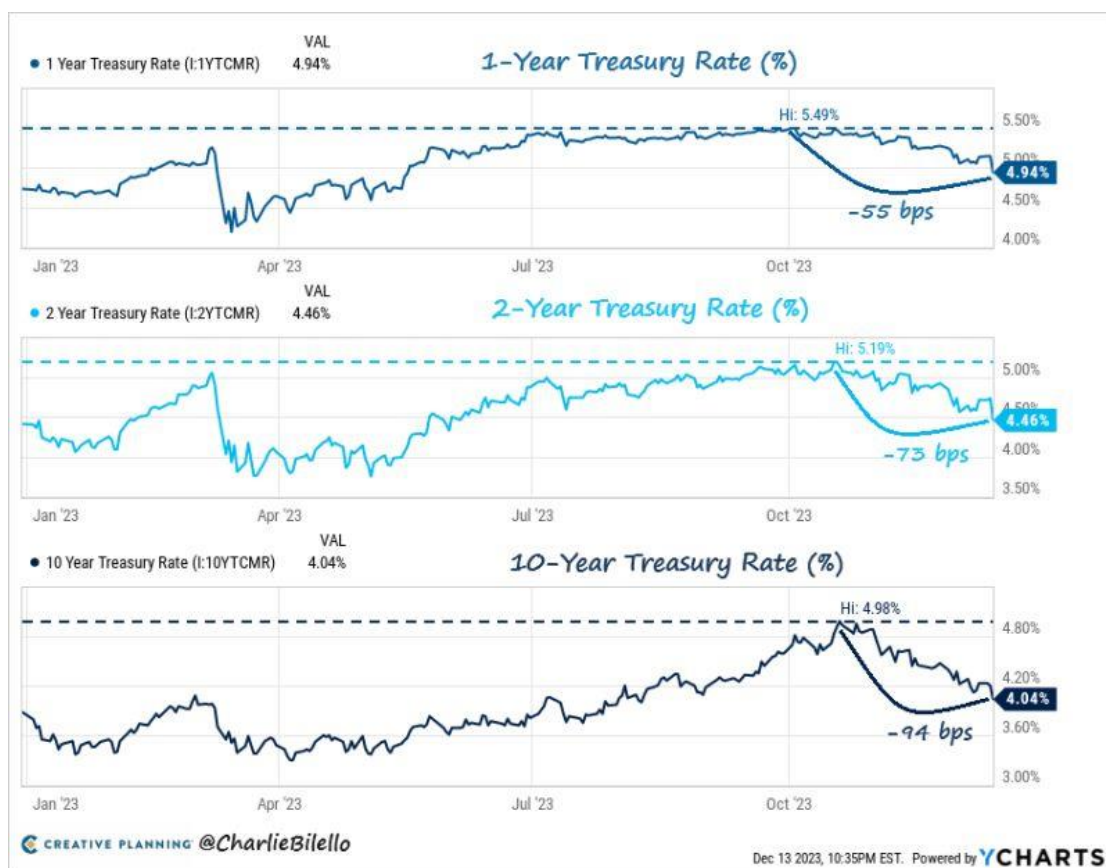 VAL
1 Year Treasury Rate (I:1YTCMR) 4.94%
1-Year Treasury Rate (%)
Hi: 5.49%
5.50%
5.00%
4.94%
4.50%
4.00%
-55 bps
Jan '23 Apr '23 Jul '23 Oct '23
VAL
2 Year Treasury Rate (I:2YTCMR) 4.46%
2-Year Treasury Rate (%)
Hi: 5.19%
5.00%
4.50%
4.46%
4.00%
3.50%
-73 bps
Jan '23 Apr '23 Jul '23 Oct '23
VAL
10 Year Treasury Rate (I:10YTCMR) 4.04%
10-Year Treasury Rate (%)
Hi: 4.98%
4.80%
4.20%
4.04%
3.60%
3.00%
-94 bps
Jan '23 Apr '23 Jul '23 Oct '23
CREATIVE PLANNING @CharlieBilello
Dec 13 2023, 10:35PM EST. Powered by YCHARTS